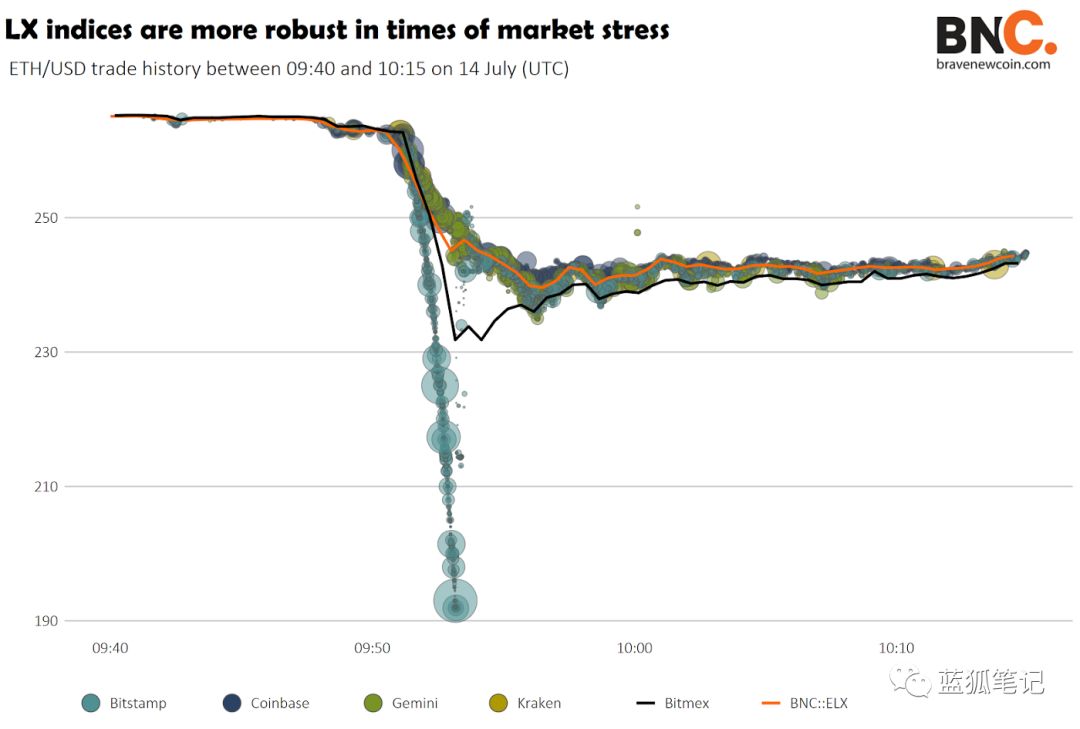 LX indices are more robust in times of market stress
ETH/USD trade history between 09:40 and 10:15 on 14 July (UTC)
BNC.
bravenewcoin.com
250
230
210
190
09:40 09:50 10:00 10:10
蓝狐笔记
Bitstamp Coinbase Gemini Kraken Bitmex BNC::ELX